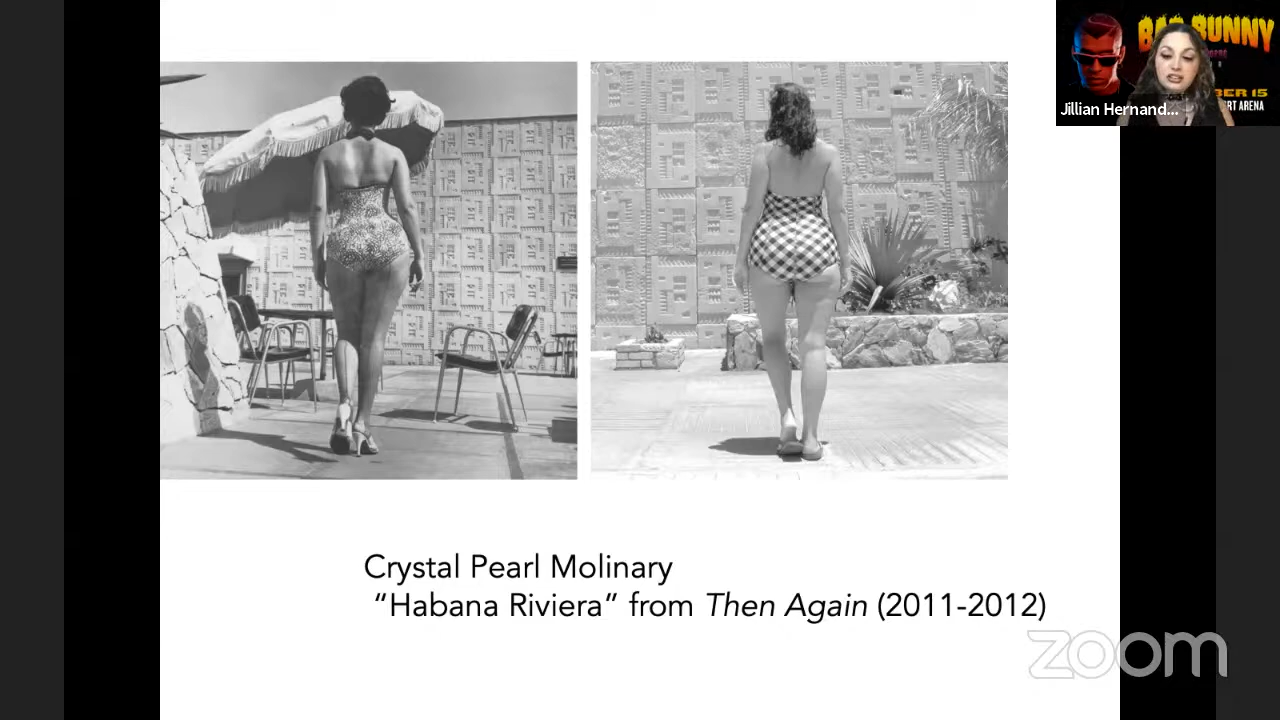 BAD BUNNY
BER 15
RT ARENA
Jillian Hernand...
Crystal Pearl Molinary
“Habana Riviera” from Then Again (2011-2012)
zoom